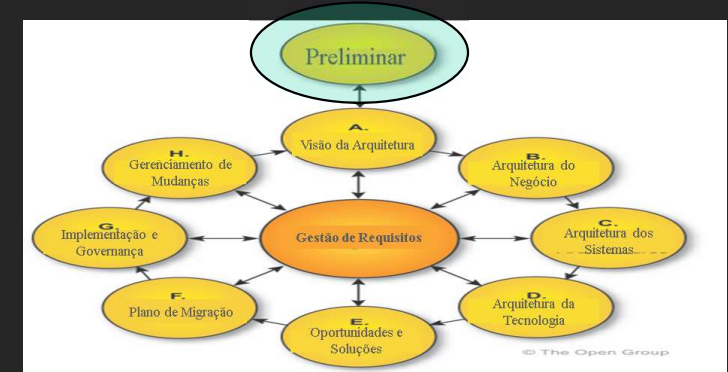 Preliminar
A.
Visão da Arquitetura
B.
Arquitetura do
Negócio
C.
Arquitetura dos
Sistemas
D.
Arquitetura da
Tecnologia
E.
Oportunidades e
Soluções
F.
Plano de Migração
G.
Implementação e
Governança
H.
Gerenciamento de
Mudanças
Gestão de Requisitos
© The Open Group